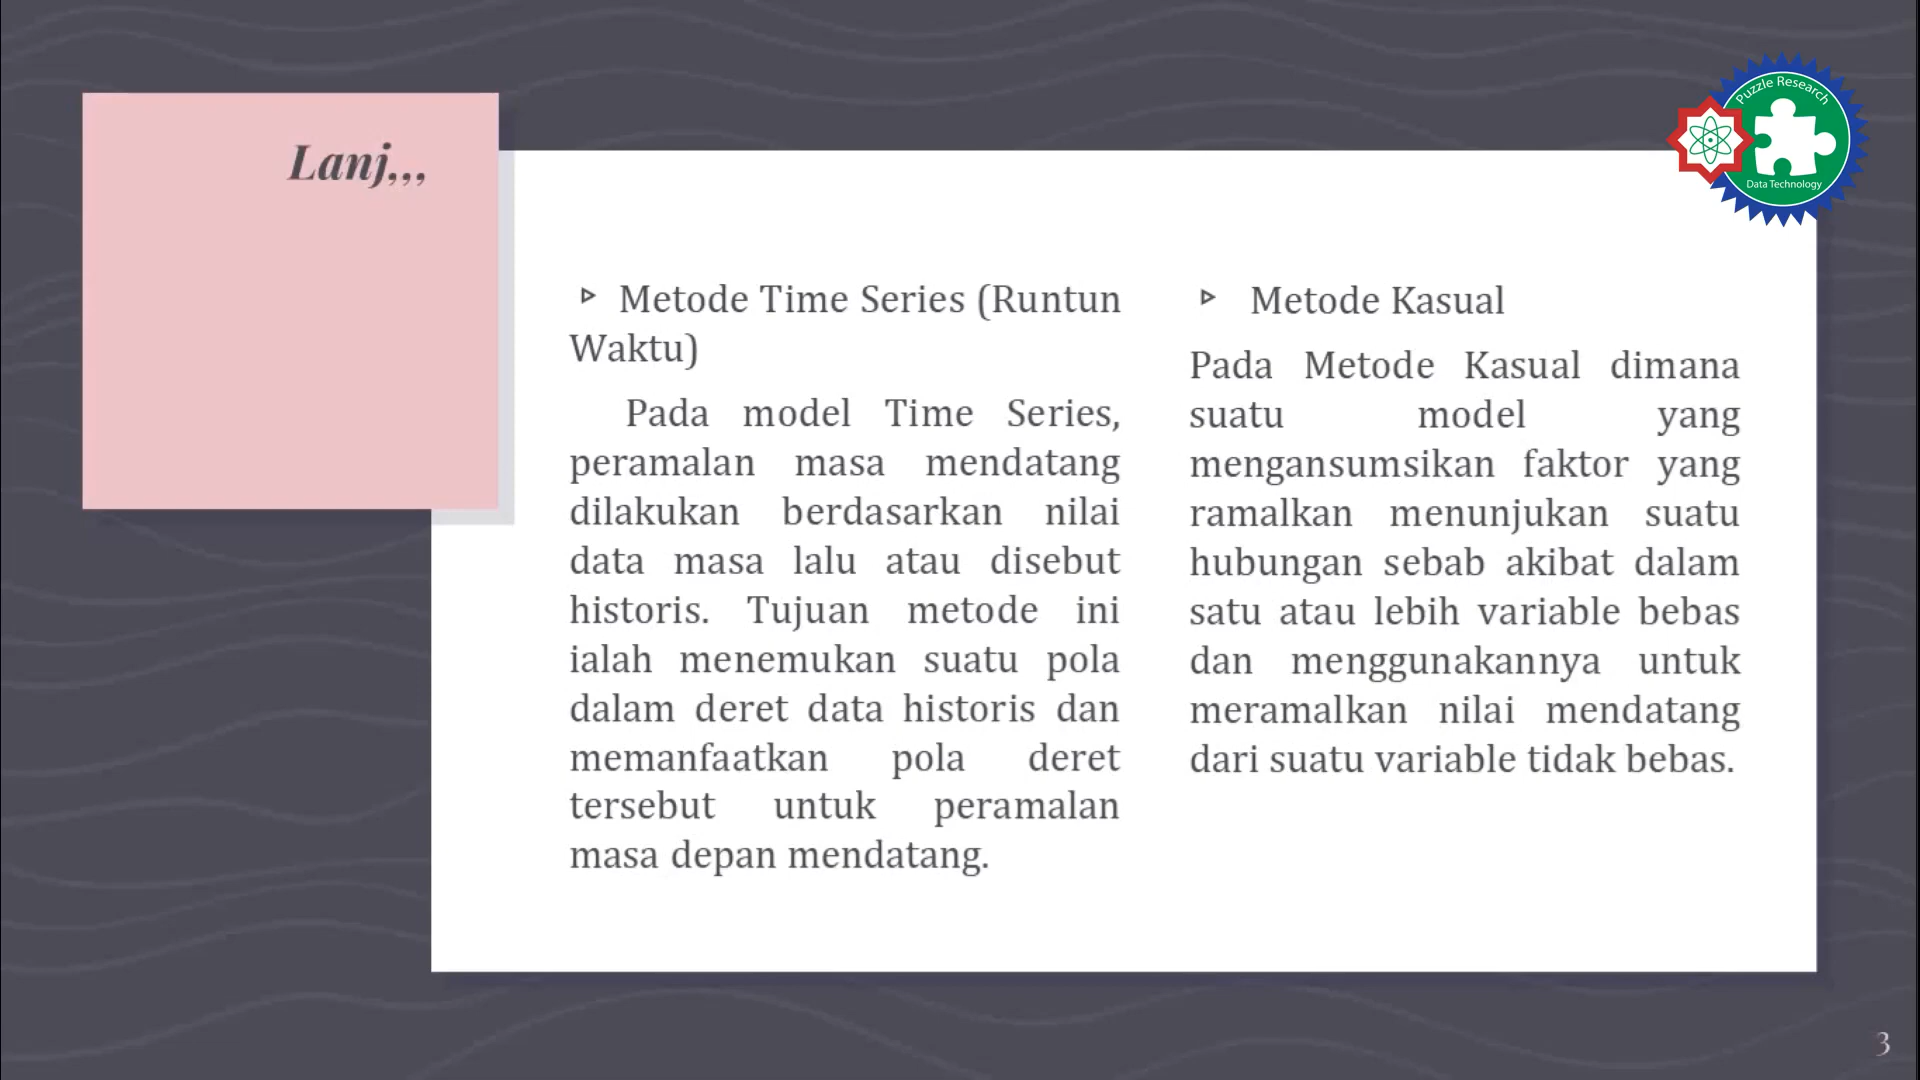 Lanj,,,
Puzzle Research
Data Technology
Metode Time Series (Runtun
Waktu)
Pada model Time Series,
peramalan masa mendatang
dilakukan berdasarkan nilai
data masa lalu atau disebut
historis. Tujuan metode ini
ialah menemukan suatu pola
dalam deret data historis dan
memanfaatkan pola deret
tersebut untuk peramalan
masa depan mendatang.
Metode Kasual
Pada Metode Kasual dimana
suatu model yang
mengansumsikan faktor yang
ramalkan menunjukan suatu
hubungan sebab akibat dalam
satu atau lebih variable bebas
dan menggunakannya untuk
meramalkan nilai mendatang
dari suatu variable tidak bebas.
3